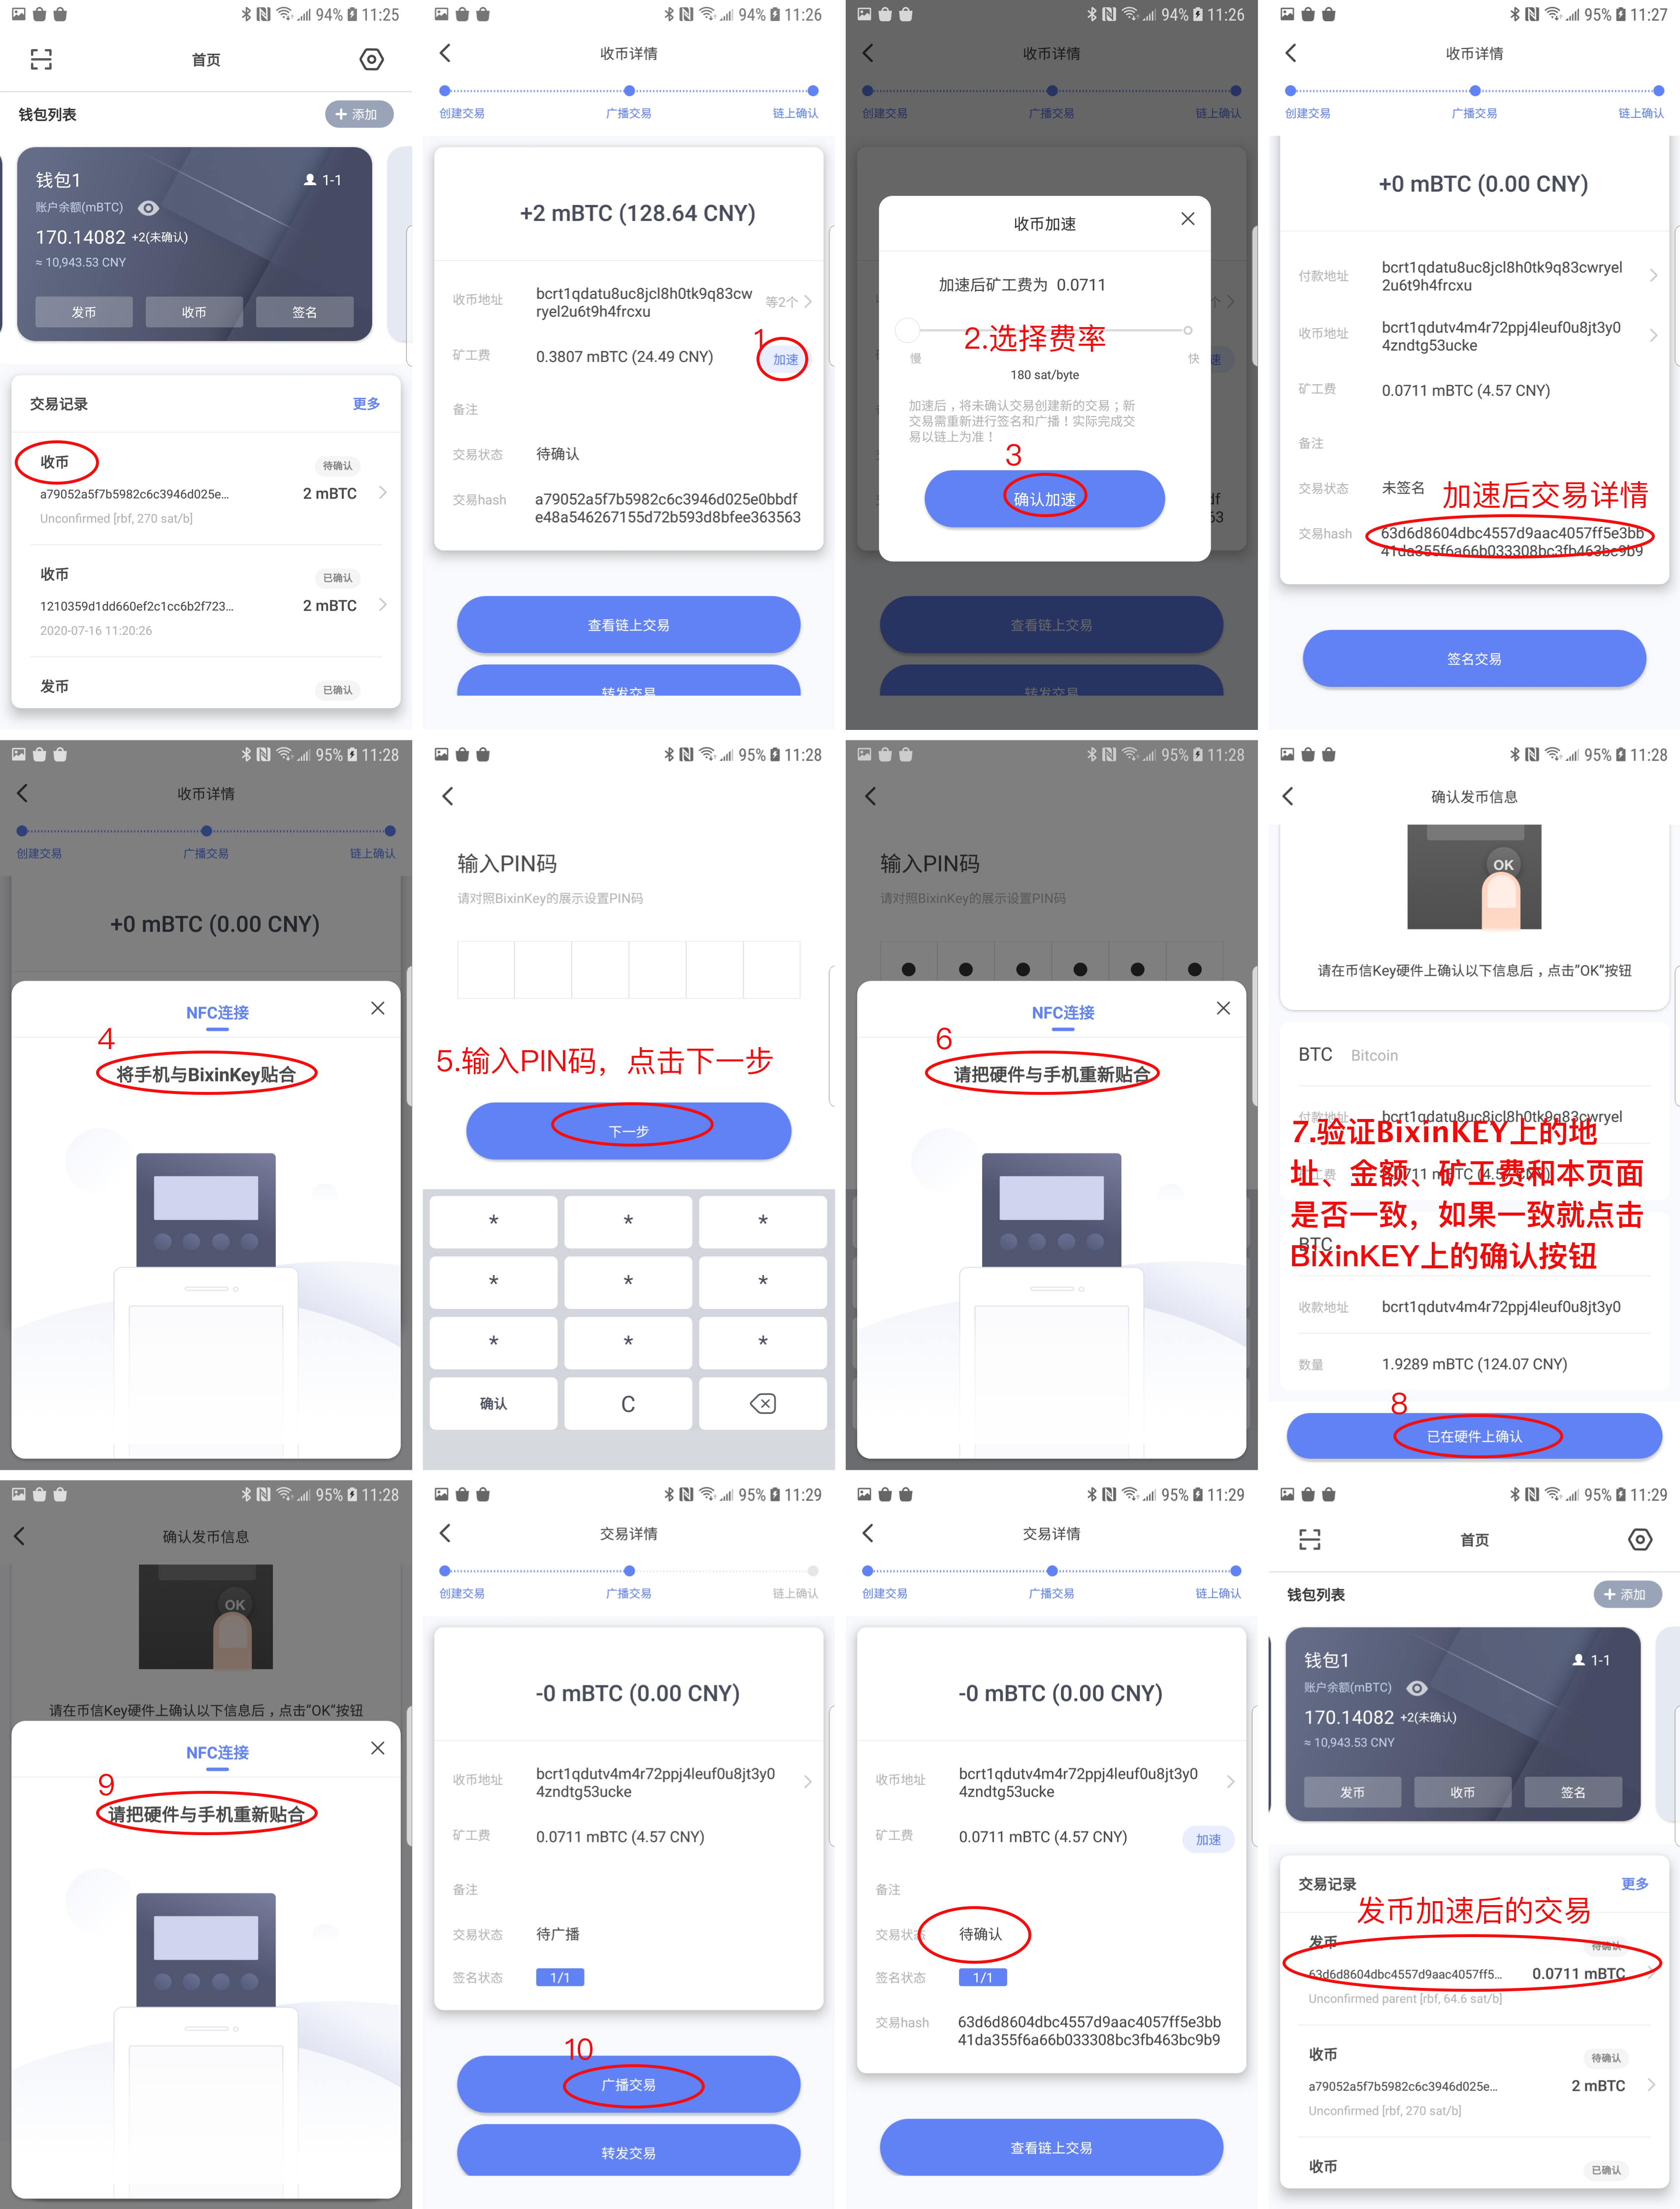 94% 11:25
首页
钱包列表
+ 添加
钱包1
1-1
账户余额(mBTC)
170.14082 +2(未确认)
≈ 10,943.53 CNY
发币 收币 签名
交易记录 更多
收币 待确认
a79052a5f7b5982c6c3946d025e... 2 mBTC
Unconfirmed [rbf, 270 sat/b]
收币 已确认
1210359d1dd660ef2c1cc6b2f723... 2 mBTC
2020-07-16 11:20:26
发币 已确认
94% 11:26
收币详情
创建交易 广播交易 链上确认
+2 mBTC (128.64 CNY)
收币地址 bcrt1qdatu8uc8jcl8h0tk9q83cw 等2个
ryel2u6t9h4frcxu
1
矿工费 0.3807 mBTC (24.49 CNY) 加速
备注
交易状态 待确认
交易hash a79052a5f7b5982c6c3946d025e0bbdf
e48a546267155d72b593d8bfee363563
查看链上交易
转发交易
94% 11:26
收币详情
创建交易 广播交易 链上确认
收币加速
加速后矿工费为 0.0711
个
2.选择费率
慢 快
速
180 sat/byte
加速后，将未确认交易创建新的交易；新
交易需重新进行签名和广播！实际完成交
易以链上为准！
3
确认加速
df
63
查看链上交易
转发交易
95% 11:27
收币详情
创建交易 广播交易 链上确认
+0 mBTC (0.00 CNY)
付款地址 bcrt1qdatu8uc8jcl8h0tk9q83cwryel
2u6t9h4frcxu
收币地址 bcrt1qdutv4m4r72ppj4leuf0u8jt3y0
4zndtg53ucke
矿工费 0.0711 mBTC (4.57 CNY)
备注
交易状态 未签名
加速后交易详情
交易hash 63d6d8604dbc4557d9aac4057ff5e3bb
41da355f6a66b033308bc3fb463bc9b9
签名交易
95% 11:28
收币详情
创建交易 广播交易 链上确认
+0 mBTC (0.00 CNY)
NFC连接
4
将手机与BixinKey贴合
95% 11:28
输入PIN码
请对照BixinKey的展示设置PIN码
5.输入PIN码，点击下一步
下一步
* * *
* * *
* * *
确认 C
95% 11:28
输入PIN码
请对照BixinKey的展示设置PIN码
NFC连接
6
请把硬件与手机重新贴合
95% 11:28
确认发币信息
OK
请在币信Key硬件上确认以下信息后，点击“OK”按钮
BTC Bitcoin
付款地址 bcrt1qdatu8uc8jcl8h0tk9q83cwryel
矿工费 0.0711 mBTC (4.57 CNY)
7.验证BixinKEY上的地
址、金额、矿工费和本页面
是否一致，如果一致就点击
BixinKEY上的确认按钮
BTC
收款地址 bcrt1qdutv4m4r72ppj4leuf0u8jt3y0
数量 1.9289 mBTC (124.07 CNY)
8
已在硬件上确认
95% 11:28
确认发币信息
OK
请在币信Key硬件上确认以下信息后，点击“OK”按钮
NFC连接
9
请把硬件与手机重新贴合
95% 11:29
交易详情
创建交易 广播交易 链上确认
-0 mBTC (0.00 CNY)
收币地址 bcrt1qdutv4m4r72ppj4leuf0u8jt3y0
4zndtg53ucke
矿工费 0.0711 mBTC (4.57 CNY)
备注
交易状态 待广播
签名状态 1/1
10
广播交易
转发交易
95% 11:29
交易详情
创建交易 广播交易 链上确认
-0 mBTC (0.00 CNY)
收币地址 bcrt1qdutv4m4r72ppj4leuf0u8jt3y0
4zndtg53ucke
矿工费 0.0711 mBTC (4.57 CNY) 加速
备注
交易状态 待确认
签名状态 1/1
交易hash 63d6d8604dbc4557d9aac4057ff5e3bb
41da355f6a66b033308bc3fb463bc9b9
查看链上交易
95% 11:29
首页
钱包列表
+ 添加
钱包1
1-1
账户余额(mBTC)
170.14082 +2(未确认)
≈ 10,943.53 CNY
发币 收币 签名
交易记录 更多
发币加速后的交易
发币 待确认
63d6d8604dbc4557d9aac4057ff5... 0.0711 mBTC
Unconfirmed parent [rbf, 64.6 sat/b]
收币 待确认
a79052a5f7b5982c6c3946d025e... 2 mBTC
Unconfirmed [rbf, 270 sat/b]
收币 已确认